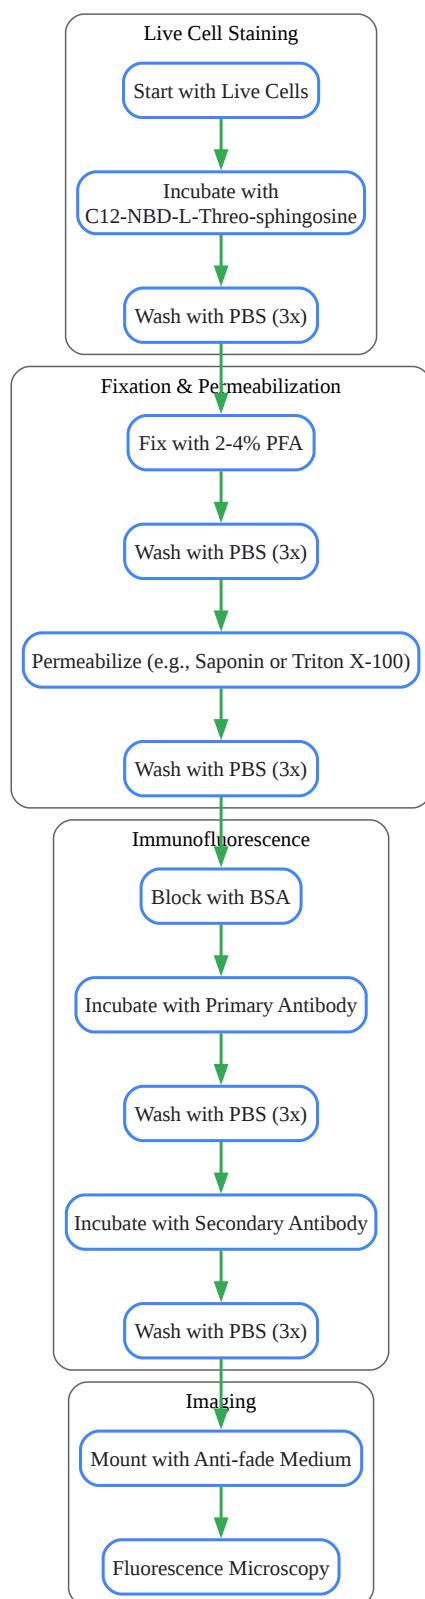 Live Cell Staining
Start with Live Cells
Incubate with
C12-NBD-L-Threo-sphingosine
Wash with PBS (3x)
Fixation & Permeabilization
Fix with 2-4% PFA
Wash with PBS (3x)
Permeabilize (e.g., Saponin or Triton X-100)
Wash with PBS (3x)
Immunofluorescence
Block with BSA
Incubate with Primary Antibody
Wash with PBS (3x)
Incubate with Secondary Antibody
Wash with PBS (3x)
Imaging
Mount with Anti-fade Medium
Fluorescence Microscopy